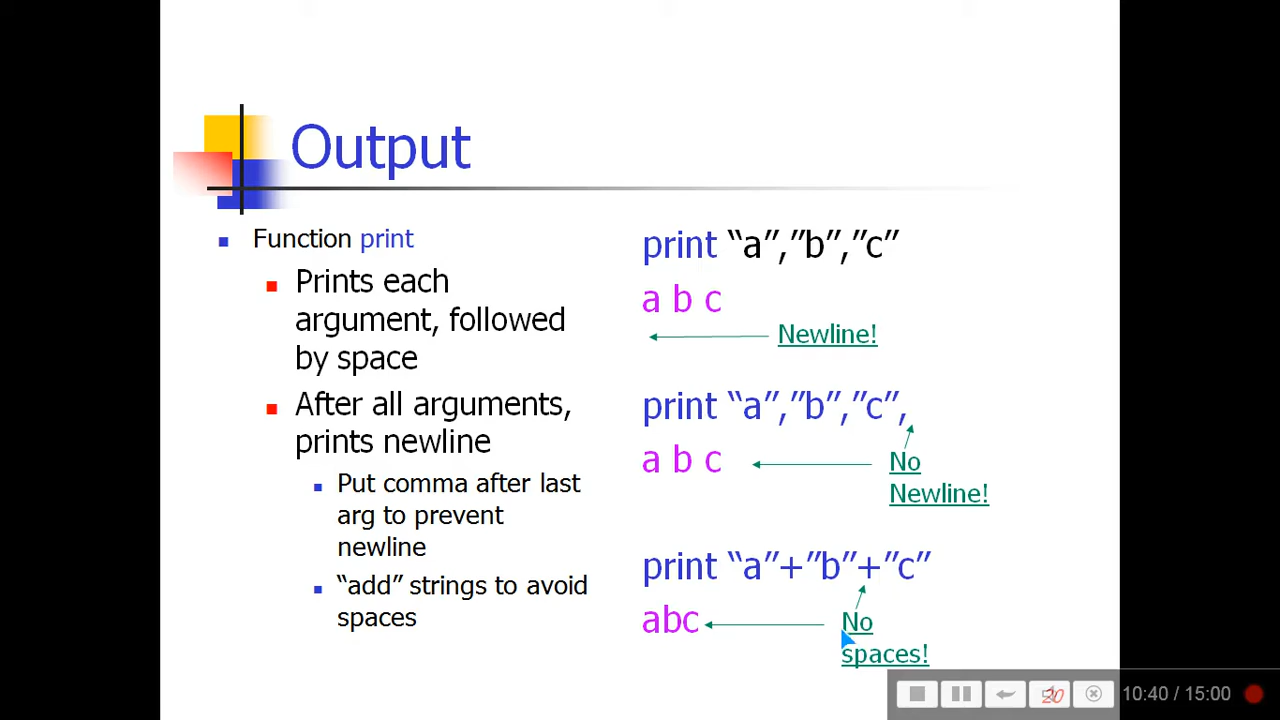 Output
Function print
Prints each
argument, followed
by space
After all arguments,
prints newline
Put comma after last
arg to prevent
newline
“add” strings to avoid
spaces
print “a”,”b”,”c”
a b c
Newline!
print “a”,”b”,”c”,
a b c
No
Newline!
print “a”+”b”+”c”
abc
No
spaces!
20
10:40 / 15:00